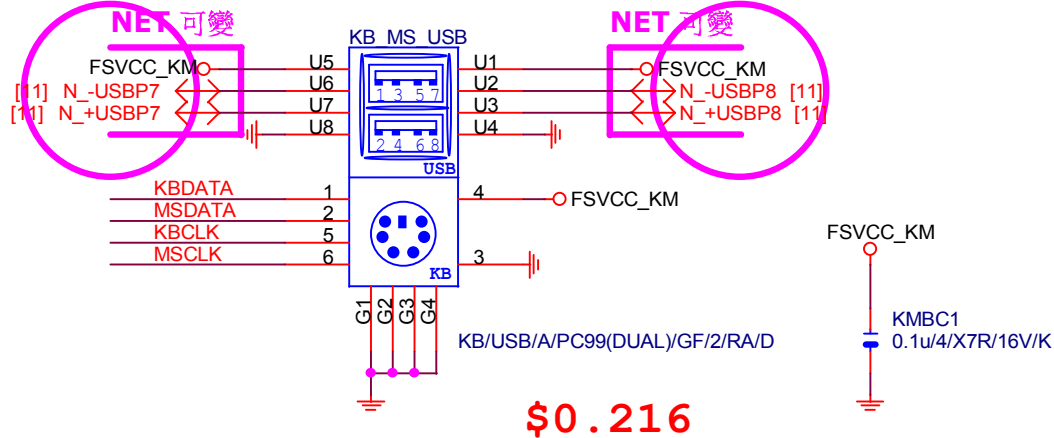 NET 可變
NET 可變
KB_MS_USB
FSVCC_KM
U5
U1
FSVCC_KM
[11] N_-USBP7
U6
U2
N_-USBP8 [11]
[11] N_+USBP7
U7
U3
N_+USBP8 [11]
U8
U4
1 3 5 7
2 4 6 8
USB
KBDATA
1
4
FSVCC_KM
MSDATA
2
KBCLK
5
MSCLK
6
3
KB
G1
G2
G3
G4
KB/USB/A/PC99(DUAL)/GF/2/RA/D
FSVCC_KM
KMBC1
0.1u/4/X7R/16V/K
$0.216